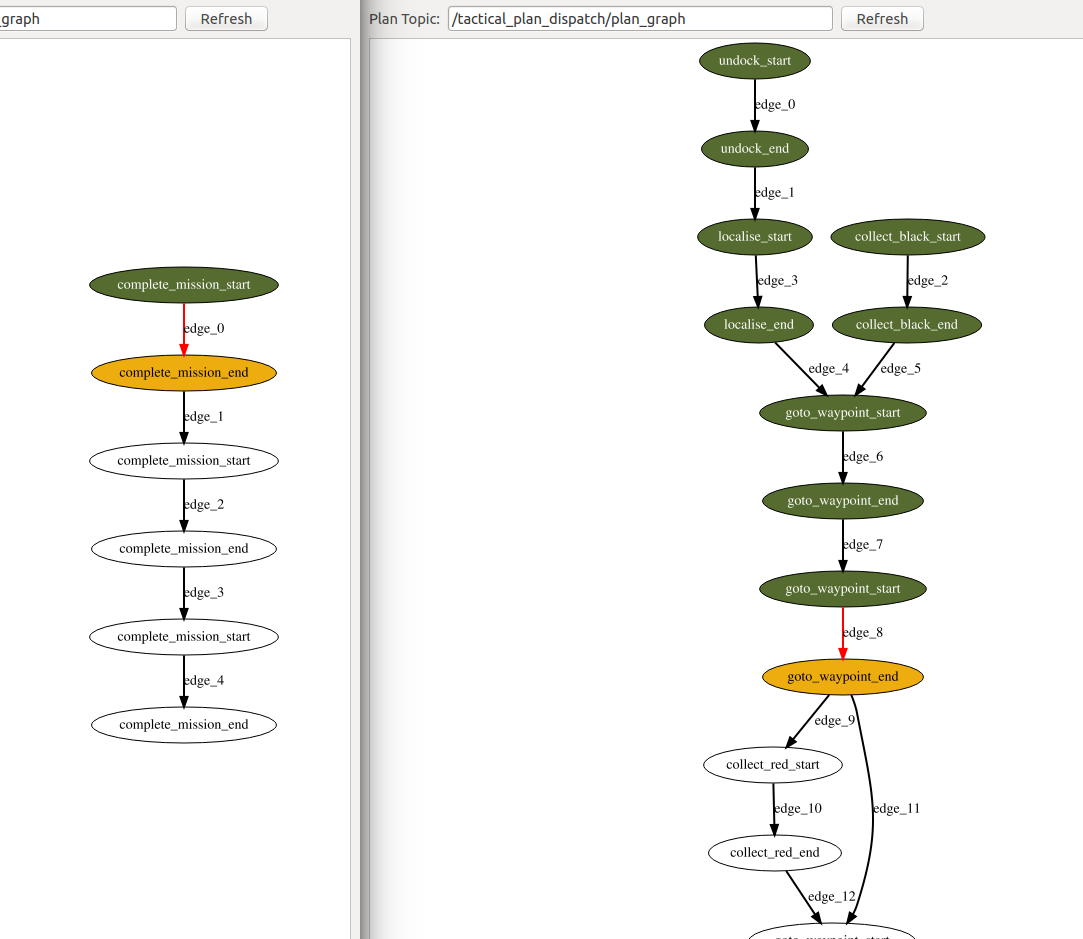 _graph
Refresh
complete_mission_start
edge_0
complete_mission_end
edge_1
complete_mission_start
edge_2
complete_mission_end
edge_3
complete_mission_start
edge_4
complete_mission_end
Plan Topic: /tactical_plan_dispatch/plan_graph Refresh
undock_start
edge_0
undock_end
edge_1
localise_start collect_black_start
edge_3 edge_2
localise_end collect_black_end
edge_4 edge_5
goto_waypoint_start
edge_6
goto_waypoint_end
edge_7
goto_waypoint_start
edge_8
goto_waypoint_end
edge_9
collect_red_start
edge_10 edge_11
collect_red_end
edge_12
goto_waypoint_start